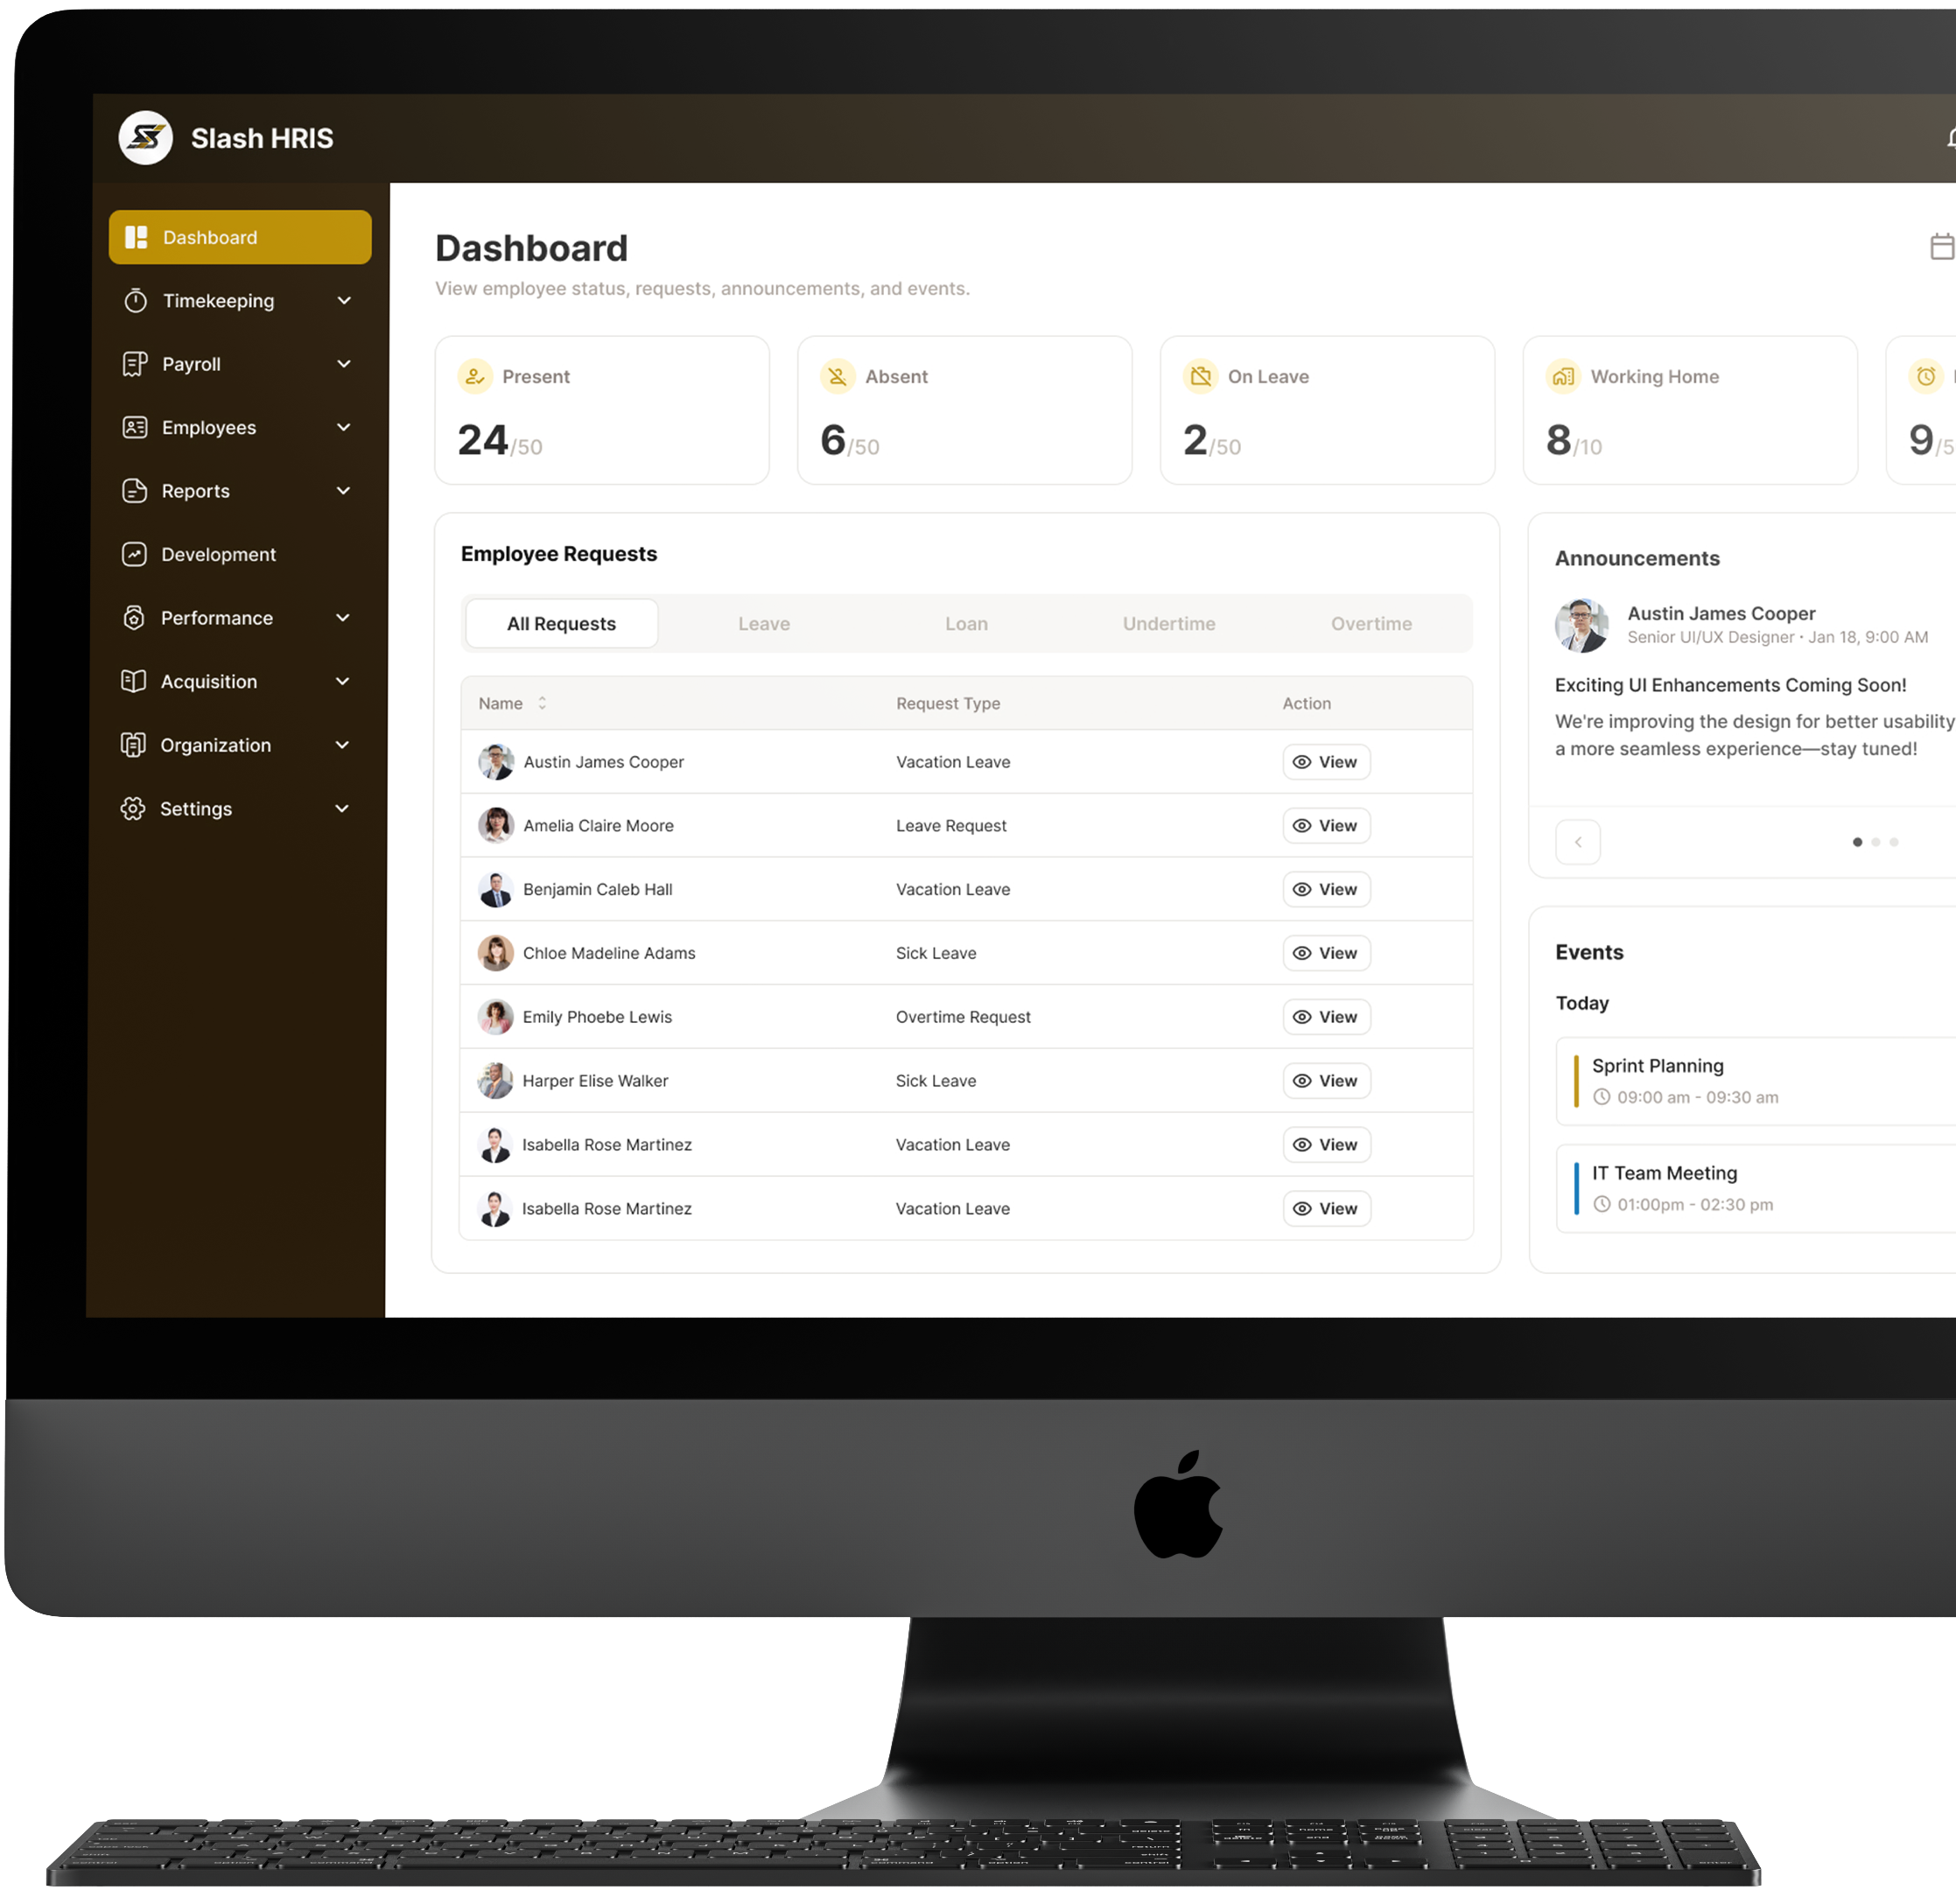 Slash HRIS
Dashboard
Timekeeping
Payroll
Employees
Reports
Development
Performance
Acquisition
Organization
Settings
Dashboard
View employee status, requests, announcements, and events.
Present
24/50
Absent
6/50
On Leave
2/50
Working Home
8/10
9/5
Employee Requests
All Requests Leave Loan Undertime Overtime
Name Request Type Action
Austin James Cooper Vacation Leave View
Amelia Claire Moore Leave Request View
Benjamin Caleb Hall Vacation Leave View
Chloe Madeline Adams Sick Leave View
Emily Phoebe Lewis Overtime Request View
Harper Elise Walker Sick Leave View
Isabella Rose Martinez Vacation Leave View
Isabella Rose Martinez Vacation Leave View
Announcements
Austin James Cooper
Senior UI/UX Designer • Jan 18, 9:00 AM
Exciting UI Enhancements Coming Soon!
We're improving the design for better usability
a more seamless experience—stay tuned!
Events
Today
Sprint Planning
09:00 am - 09:30 am
IT Team Meeting
01:00pm - 02:30 pm